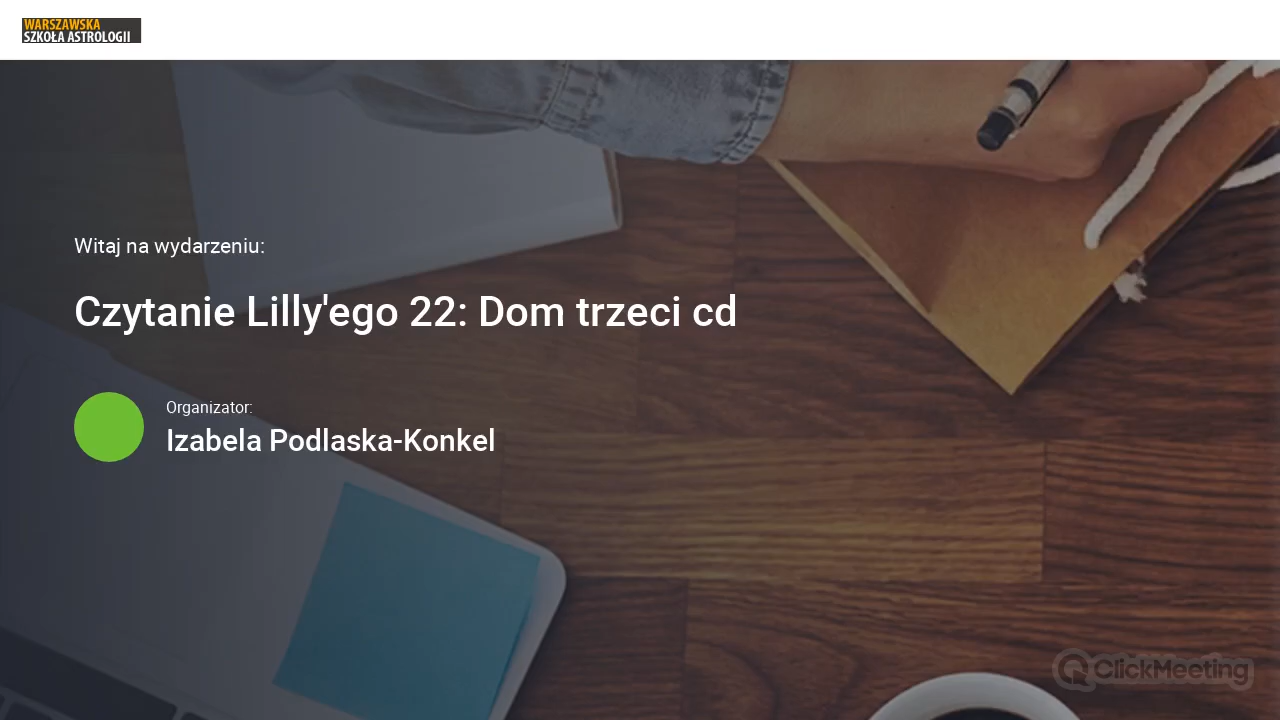 WARSZAWSKA
SZKOŁA ASTROLOGII
Witaj na wydarzeniu:
Czytanie Lilly'ego 22: Dom trzeci cd
Organizator:
Izabela Podlaska-Konkel
ClickMeeting